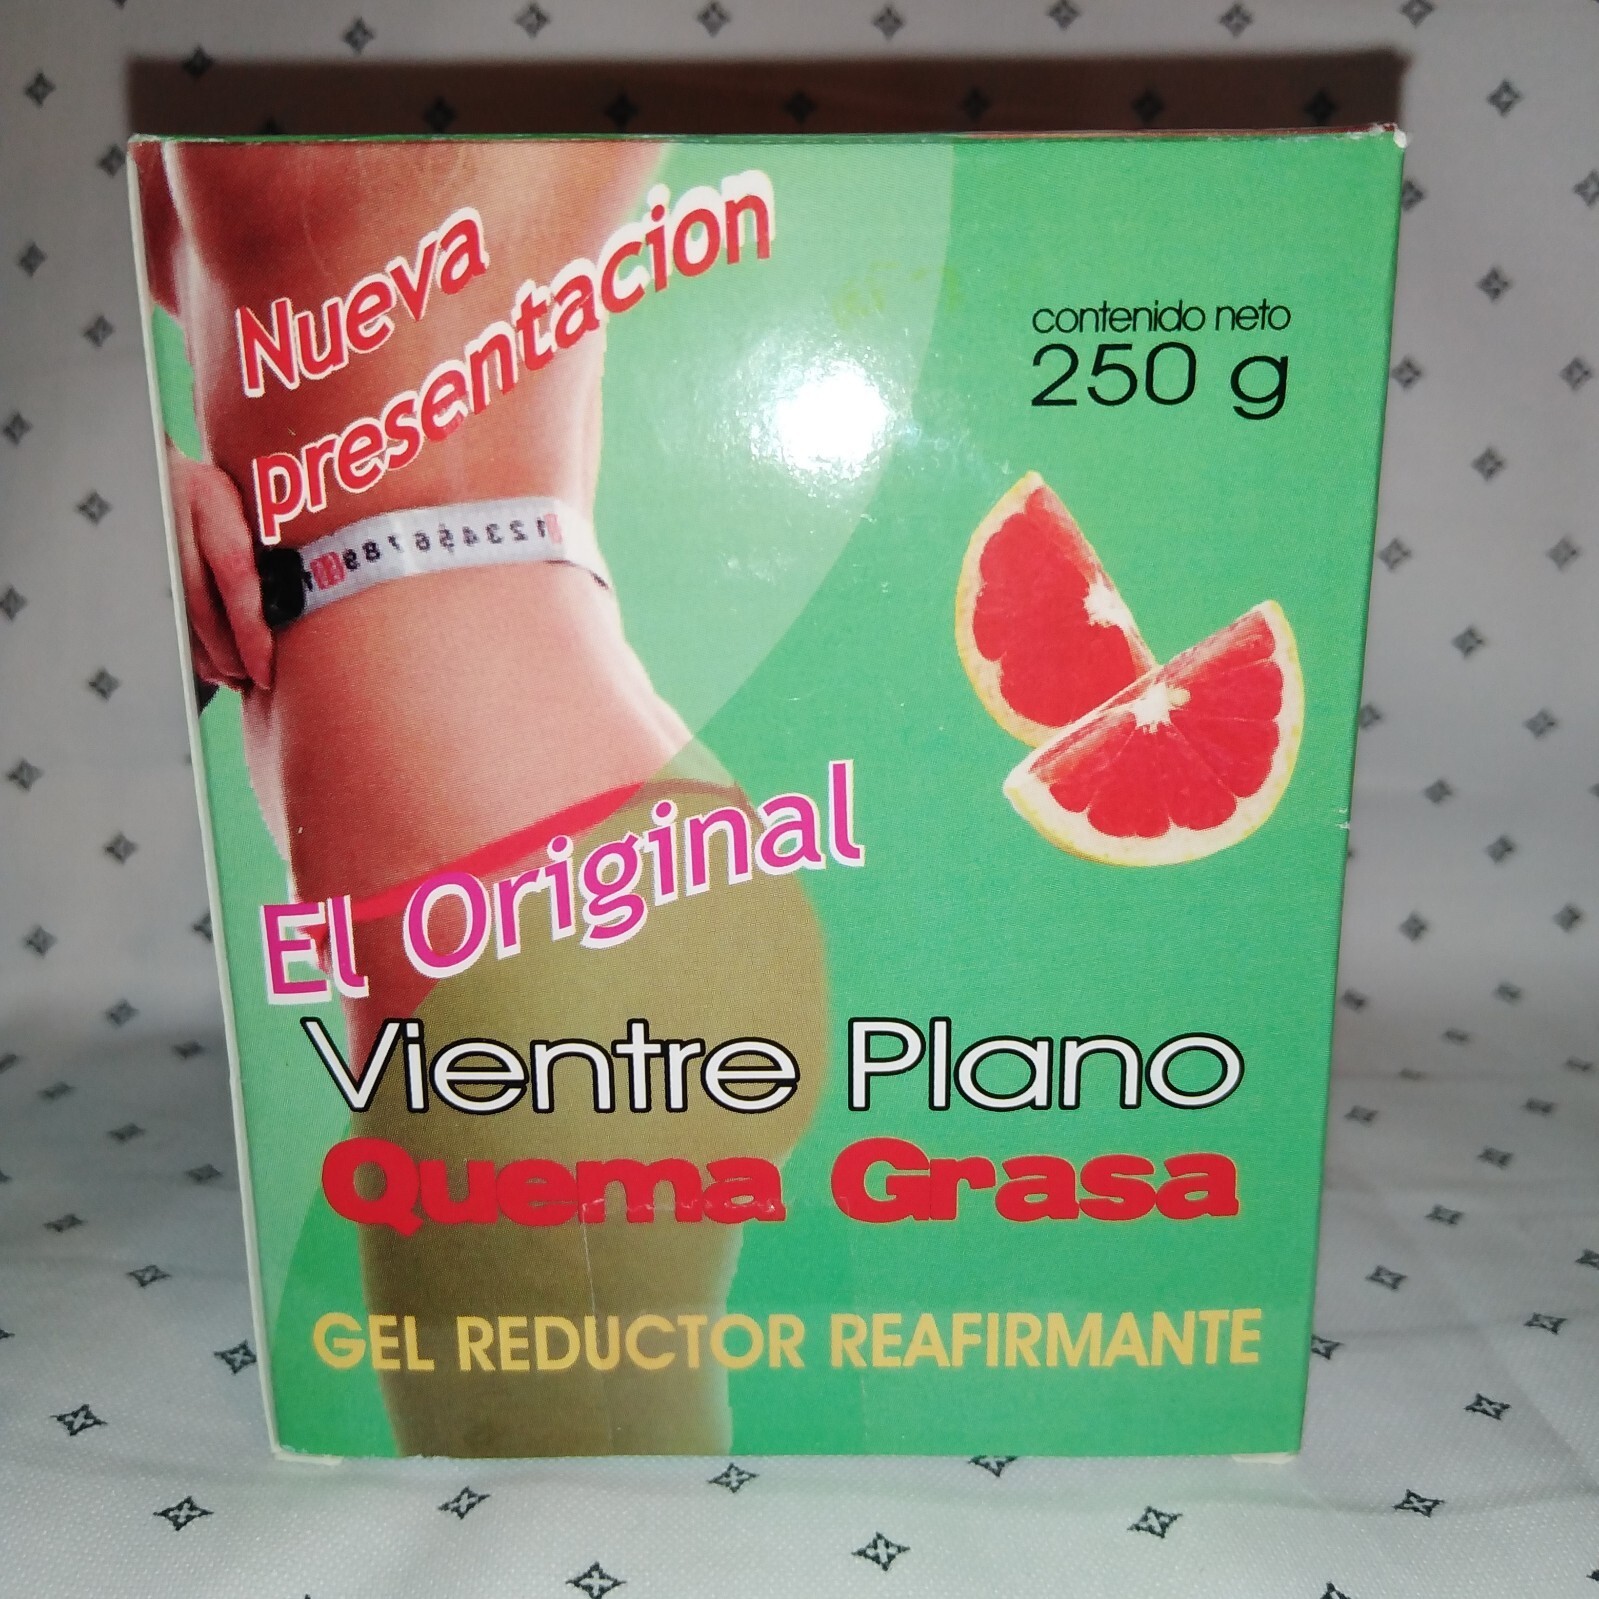 Nueva
presentacion
contenido neto
250 g
El Original
Vientre Plano
Quema Grasa
GEL REDUCTOR REAFIRMANTE